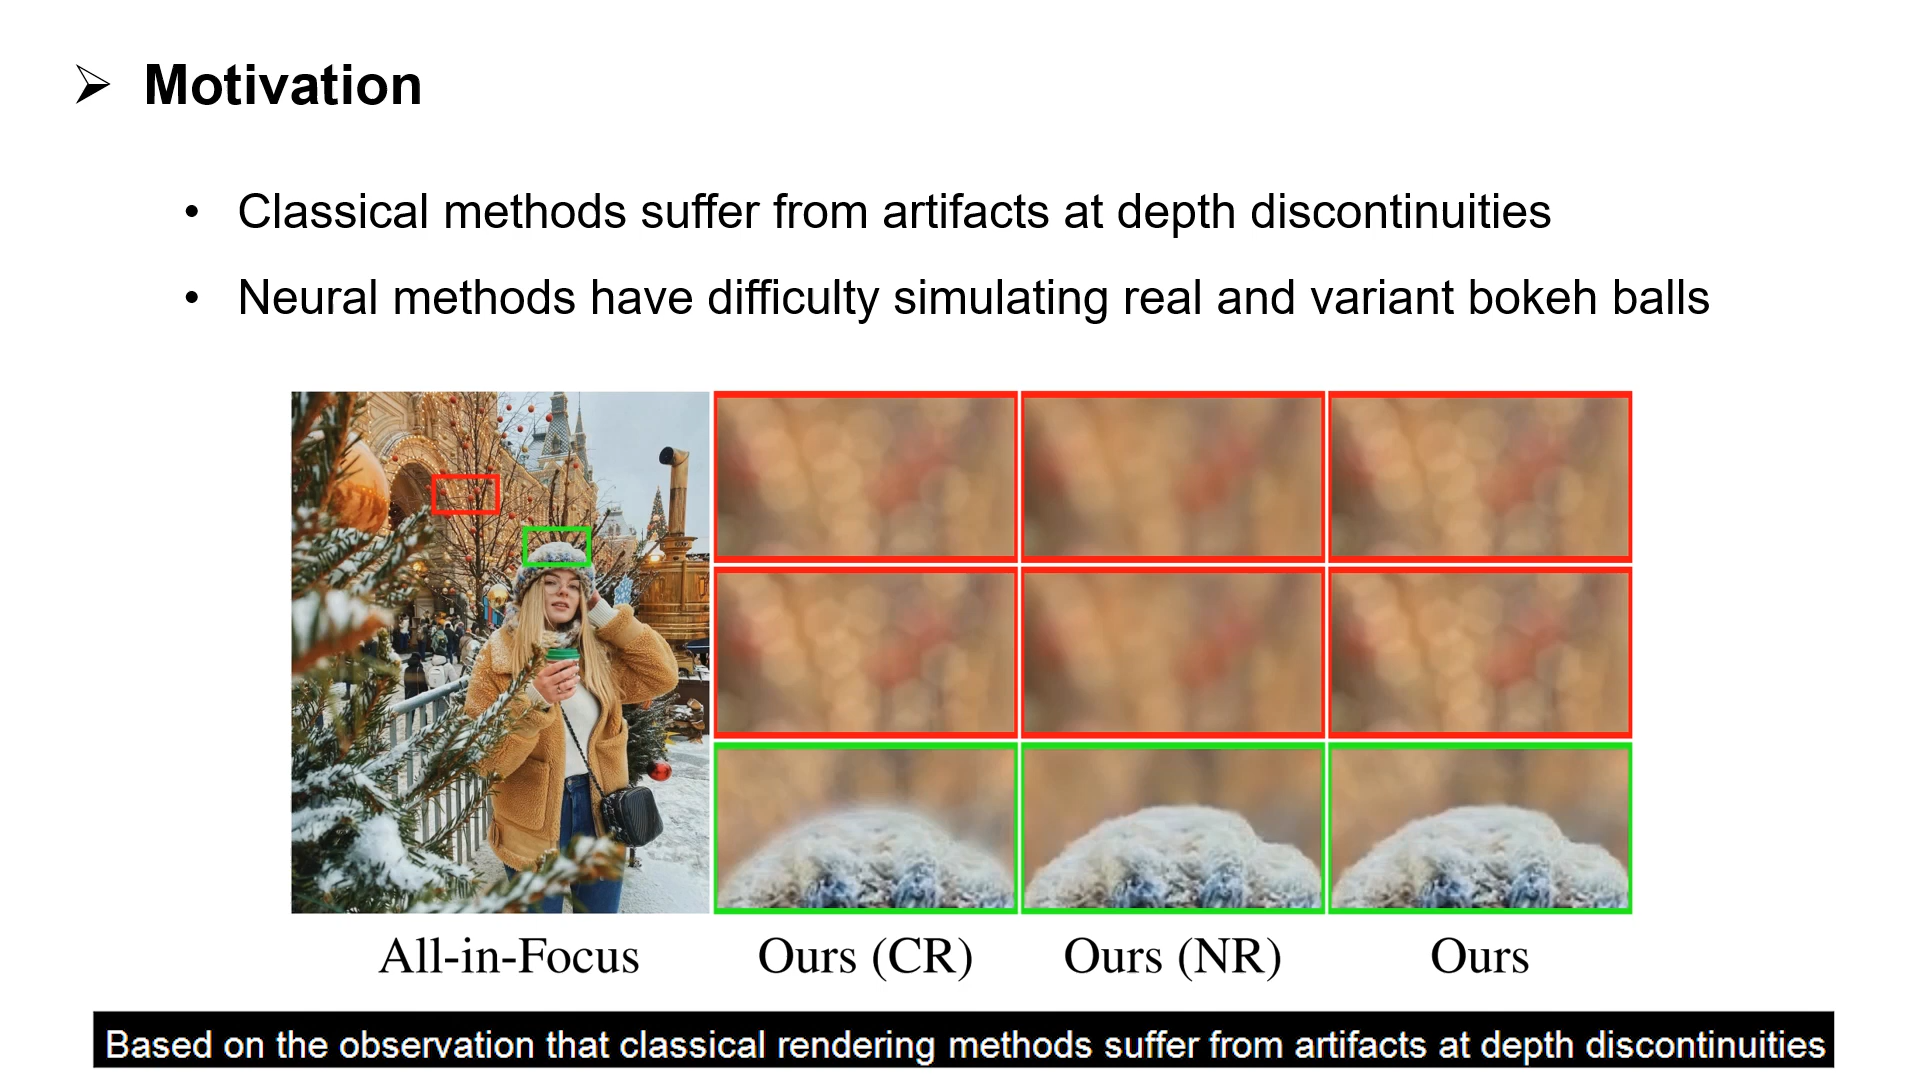 Motivation
• Classical methods suffer from artifacts at depth discontinuities
• Neural methods have difficulty simulating real and variant bokeh balls
All-in-Focus
Ours (CR)
Ours (NR)
Ours
Based on the observation that classical rendering methods suffer from artifacts at depth discontinuities